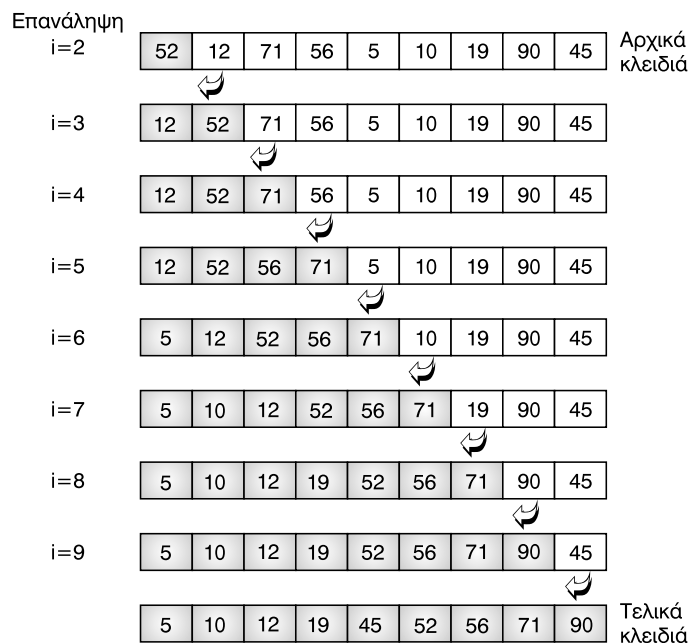 Επανάληψη
i=2 52 12 71 56 5 10 19 90 45 Αρχικά
κλειδιά
i=3 12 52 71 56 5 10 19 90 45
i=4 12 52 71 56 5 10 19 90 45
i=5 12 52 56 71 5 10 19 90 45
i=6 5 12 52 56 71 10 19 90 45
i=7 5 10 12 52 56 71 19 90 45
i=8 5 10 12 19 52 56 71 90 45
i=9 5 10 12 19 52 56 71 90 45
5 10 12 19 45 52 56 71 90 Τελικά
κλειδιά